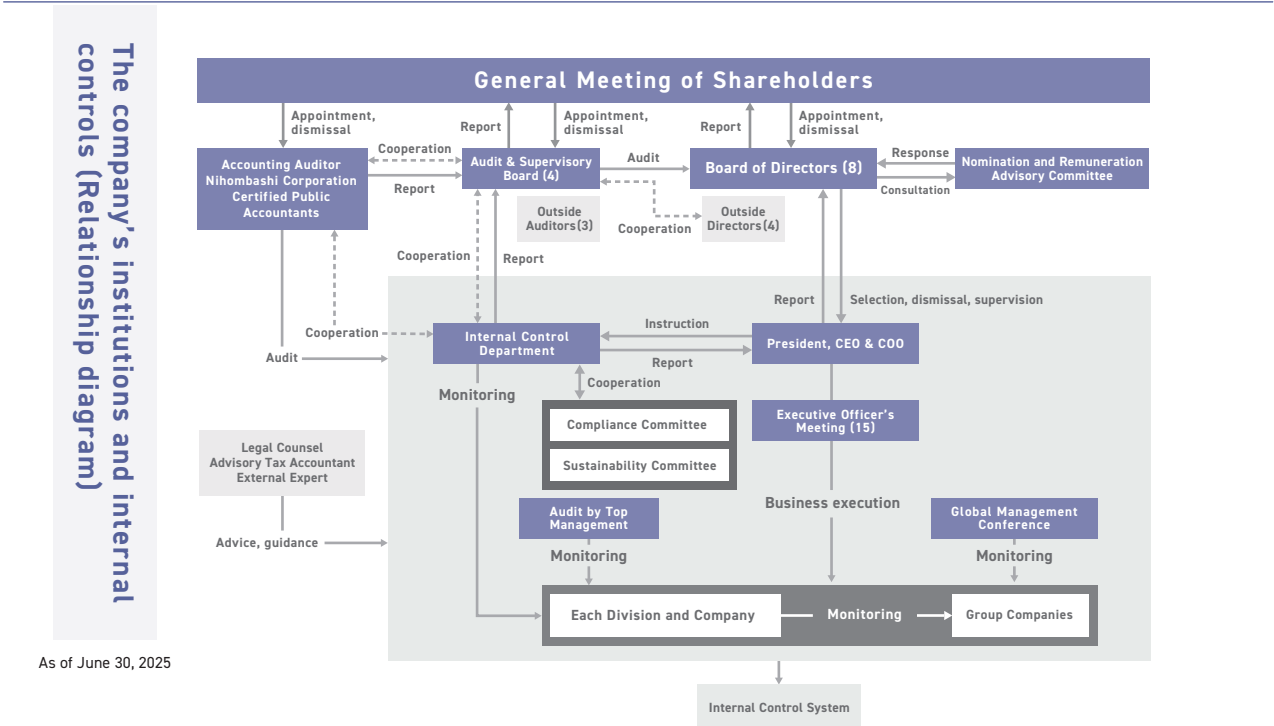 The company's institutions and internal
controls (Relationship diagram)
As of June 30, 2025
General Meeting of Shareholders
Appointment,
dismissal
Report
Appointment,
dismissal
Report
Appointment,
dismissal
Accounting Auditor
Nihombashi Corporation
Certified Public
Accountants
Cooperation
Report
Audit & Supervisory
Board (4)
Audit
Board of Directors (8)
Response
Consultation
Nomination and Remuneration
Advisory Committee
Outside
Auditors(3)
Cooperation
Outside
Directors(4)
Cooperation
Report
Report
Selection, dismissal, supervision
Cooperation
Audit
Internal Control
Department
Instruction
Report
President, CEO & COO
Monitoring
Cooperation
Compliance Committee
Sustainability Committee
Executive Officer's
Meeting (15)
Legal Counsel
Advisory Tax Accountant
External Expert
Advice, guidance
Audit by Top
Management
Monitoring
Business execution
Global Management
Conference
Monitoring
Each Division and Company
Monitoring
Group Companies
Internal Control System